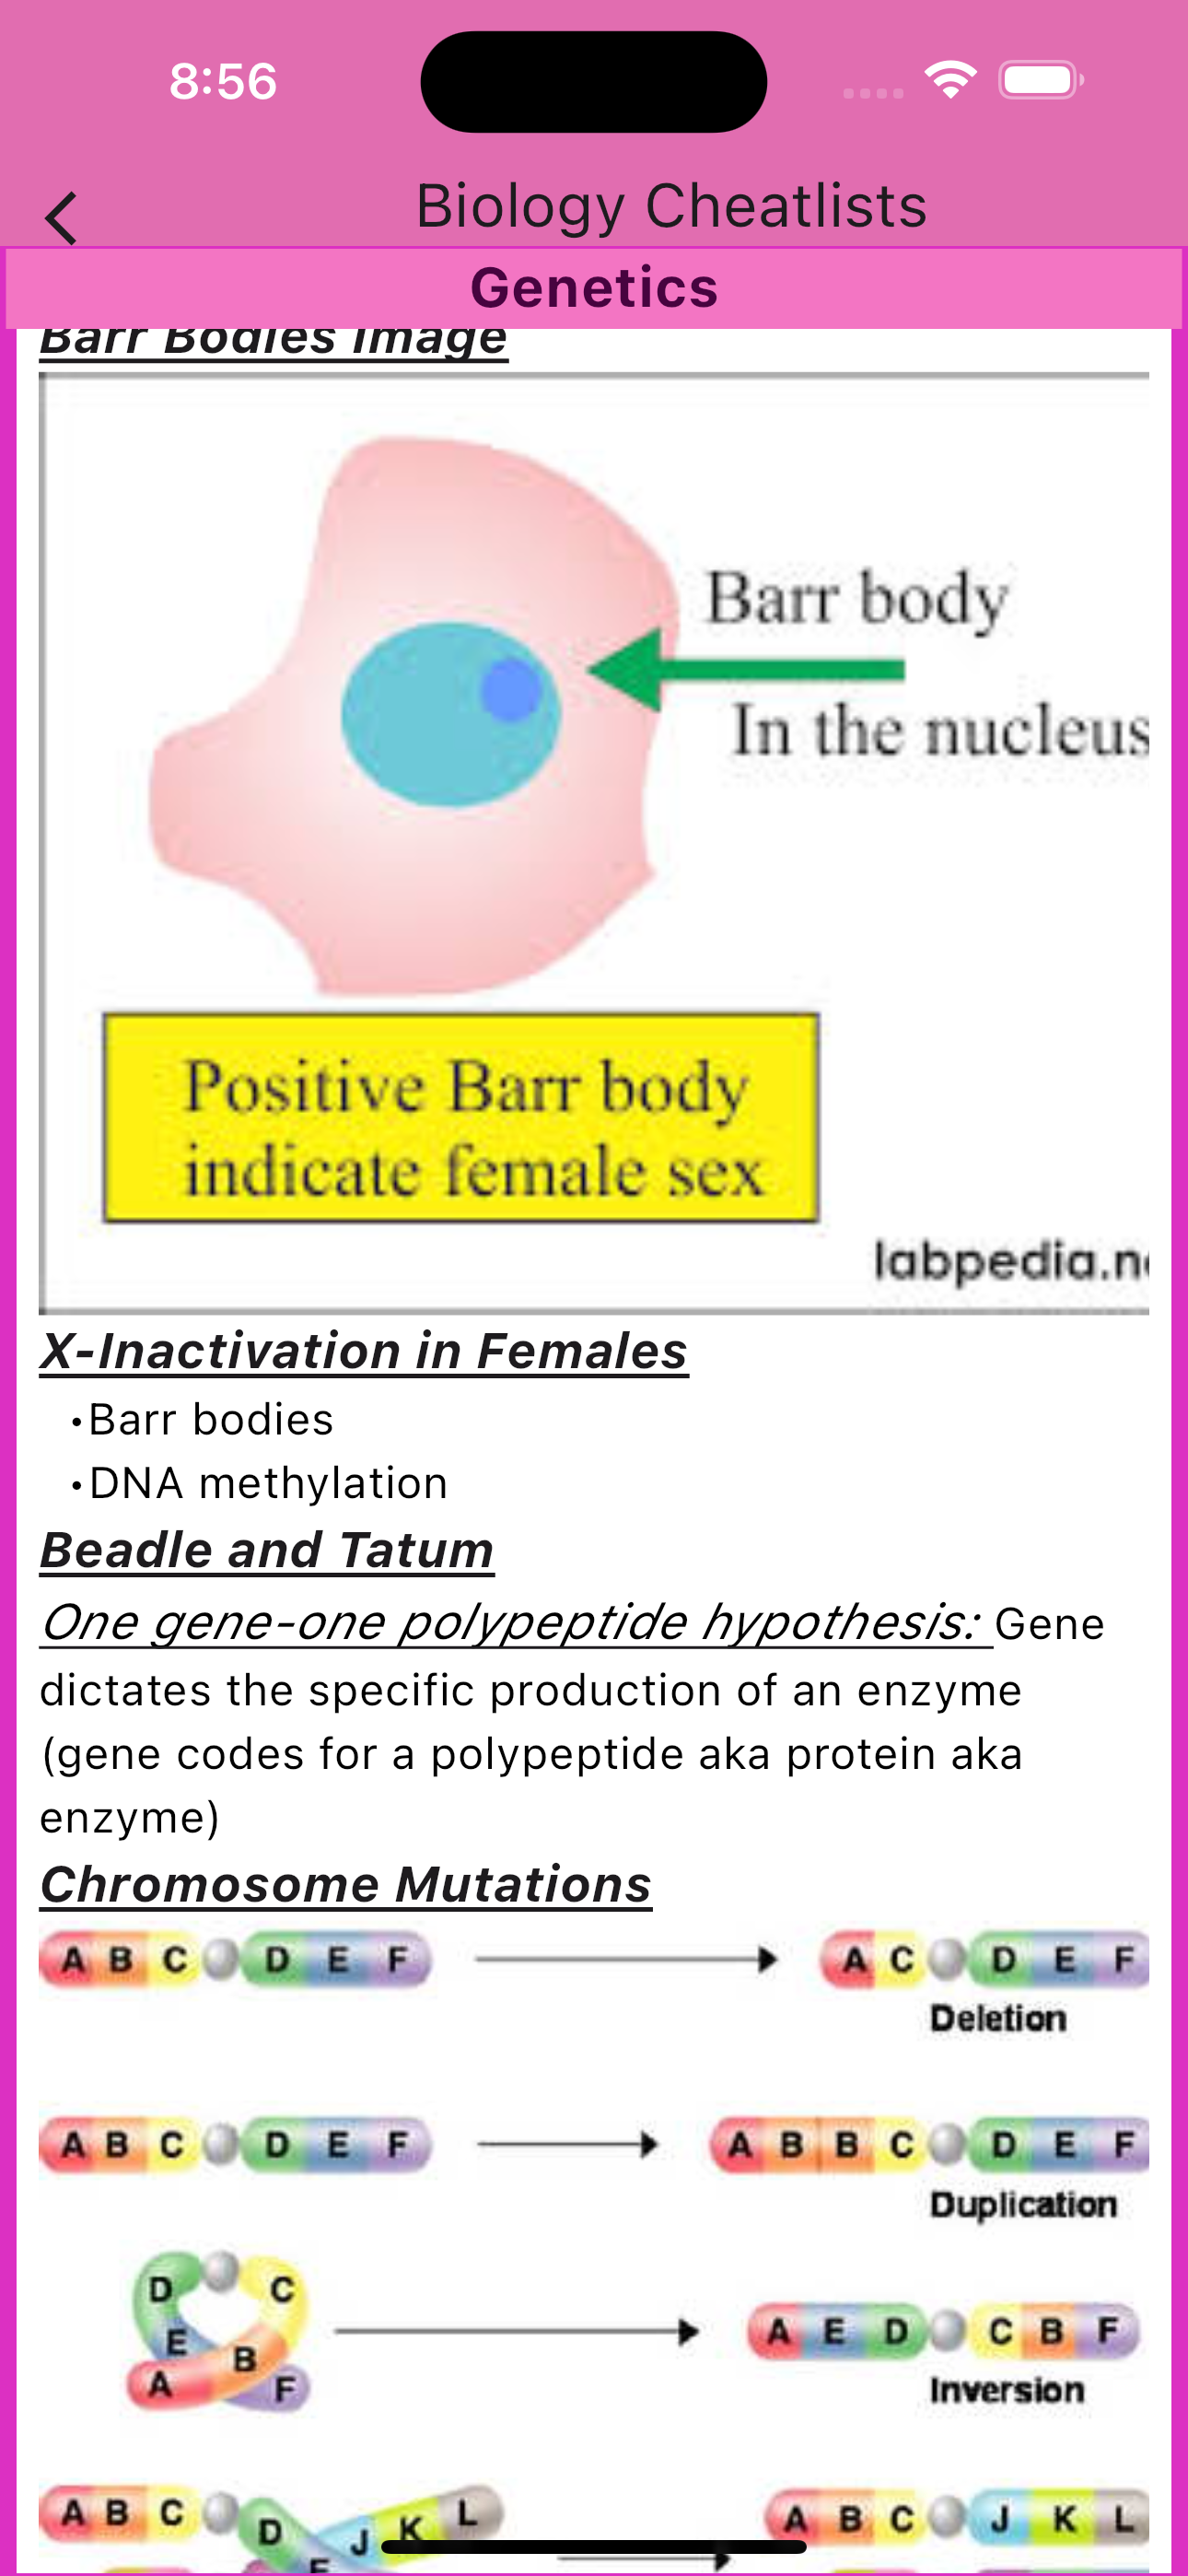 8:56
Biology Cheatlists
Genetics
Barr Bodies Image
Barr body
In the nucleus
Positive Barr body
indicate female sex
labpedia.n
X-Inactivation in Females
•Barr bodies
•DNA methylation
Beadle and Tatum
One gene-one polypeptide hypothesis: Gene
dictates the specific production of an enzyme
(gene codes for a polypeptide aka protein aka
enzyme)
Chromosome Mutations
A B C D E F A C D E F
Deletion
A B C D E F A B B C D E F
Duplication
D C
E B
A F
A E D C B F
Inversion
A B C D J K L A B C J K L